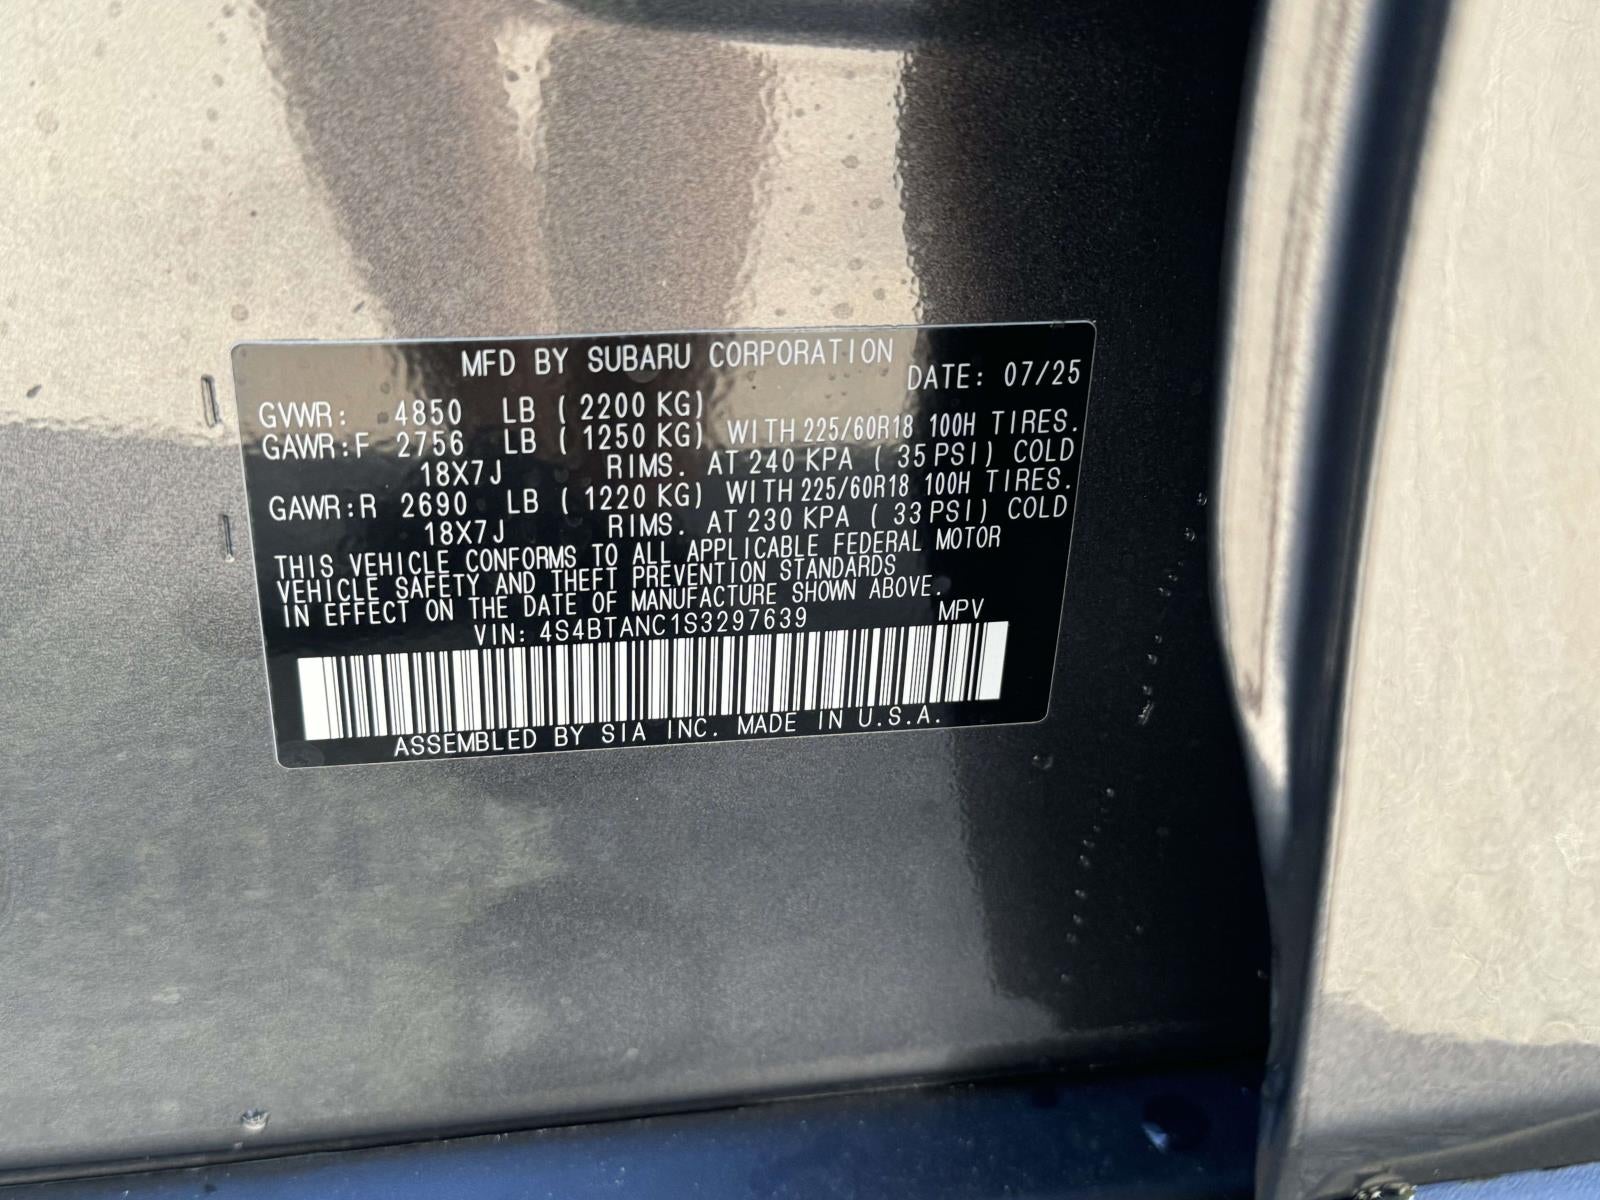 MFD BY SUBARU CORPORATION
DATE: 07/25
GVWR: 4850 LB ( 2200 KG)
GAWR:F 2756 LB ( 1250 KG) WITH 225/60R18 100H TIRES.
18X7J RIMS. AT 240 KPA ( 35 PSI) COLD
GAWR:R 2690 LB ( 1220 KG) WITH 225/60R18 100H TIRES.
18X7J RIMS. AT 230 KPA ( 33 PSI) COLD
THIS VEHICLE CONFORMS TO ALL APPLICABLE FEDERAL MOTOR
VEHICLE SAFETY AND THEFT PREVENTION STANDARDS
IN EFFECT ON THE DATE OF MANUFACTURE SHOWN ABOVE.
VIN: 4S4BTANC1S3297639 MPV
ASSEMBLED BY SIA INC. MADE IN U.S.A.